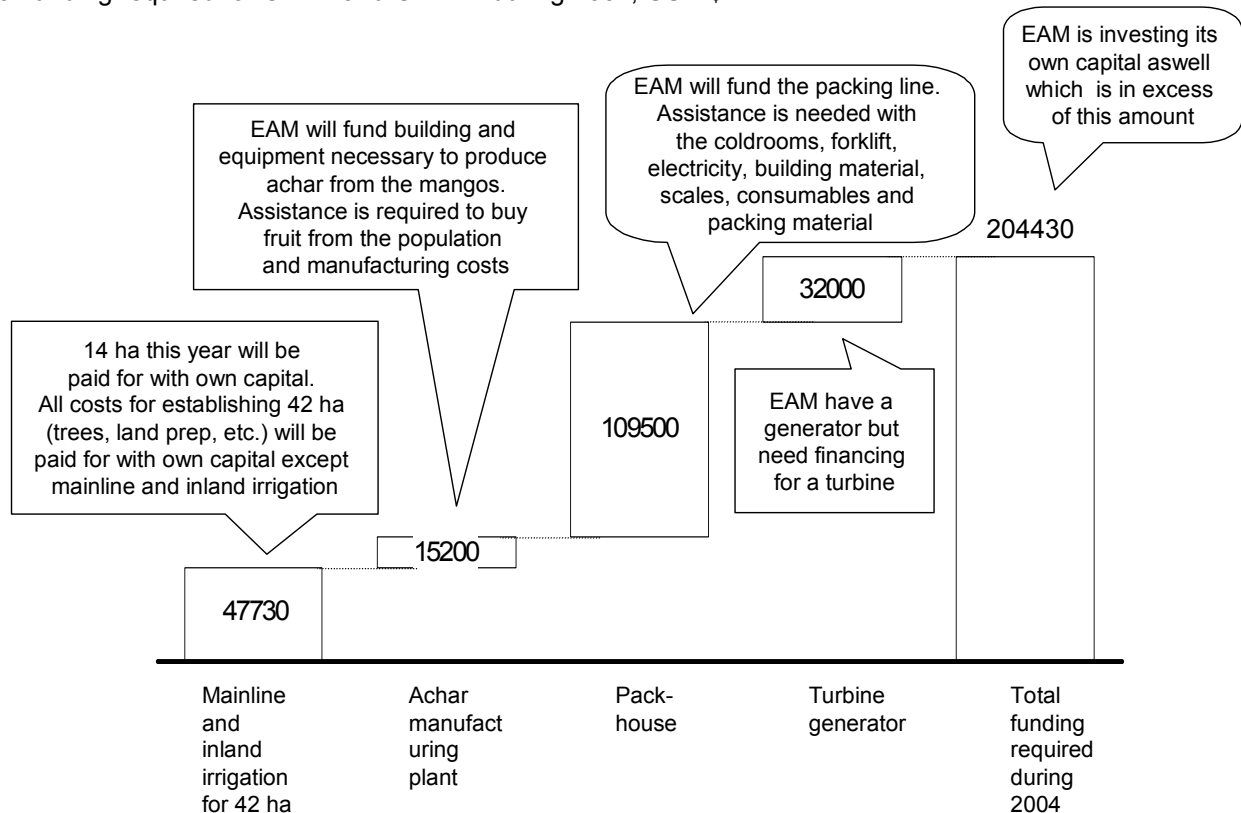 EAM is investing its
own capital aswell
which is in excess
of this amount
EAM will fund the packing line.
Assistance is needed with
the coldrooms, forklift,
electricity, building material,
scales, consumables and
packing material
EAM will fund building and
equipment necessary to produce
achar from the mangos.
Assistance is required to buy
fruit from the population
and manufacturing costs
204430
32000
14 ha this year will be
paid for with own capital.
All costs for establishing 42 ha
(trees, land prep, etc.) will be
paid for with own capital except
mainline and inland irrigation
EAM have a
generator but
need financing
for a turbine
109500
15200
47730
Mainline
and
inland
irrigation
for 42 ha
Achar
manufact
uring
plant
Pack-
house
Turbine
generator
Total
funding
required
during
2004